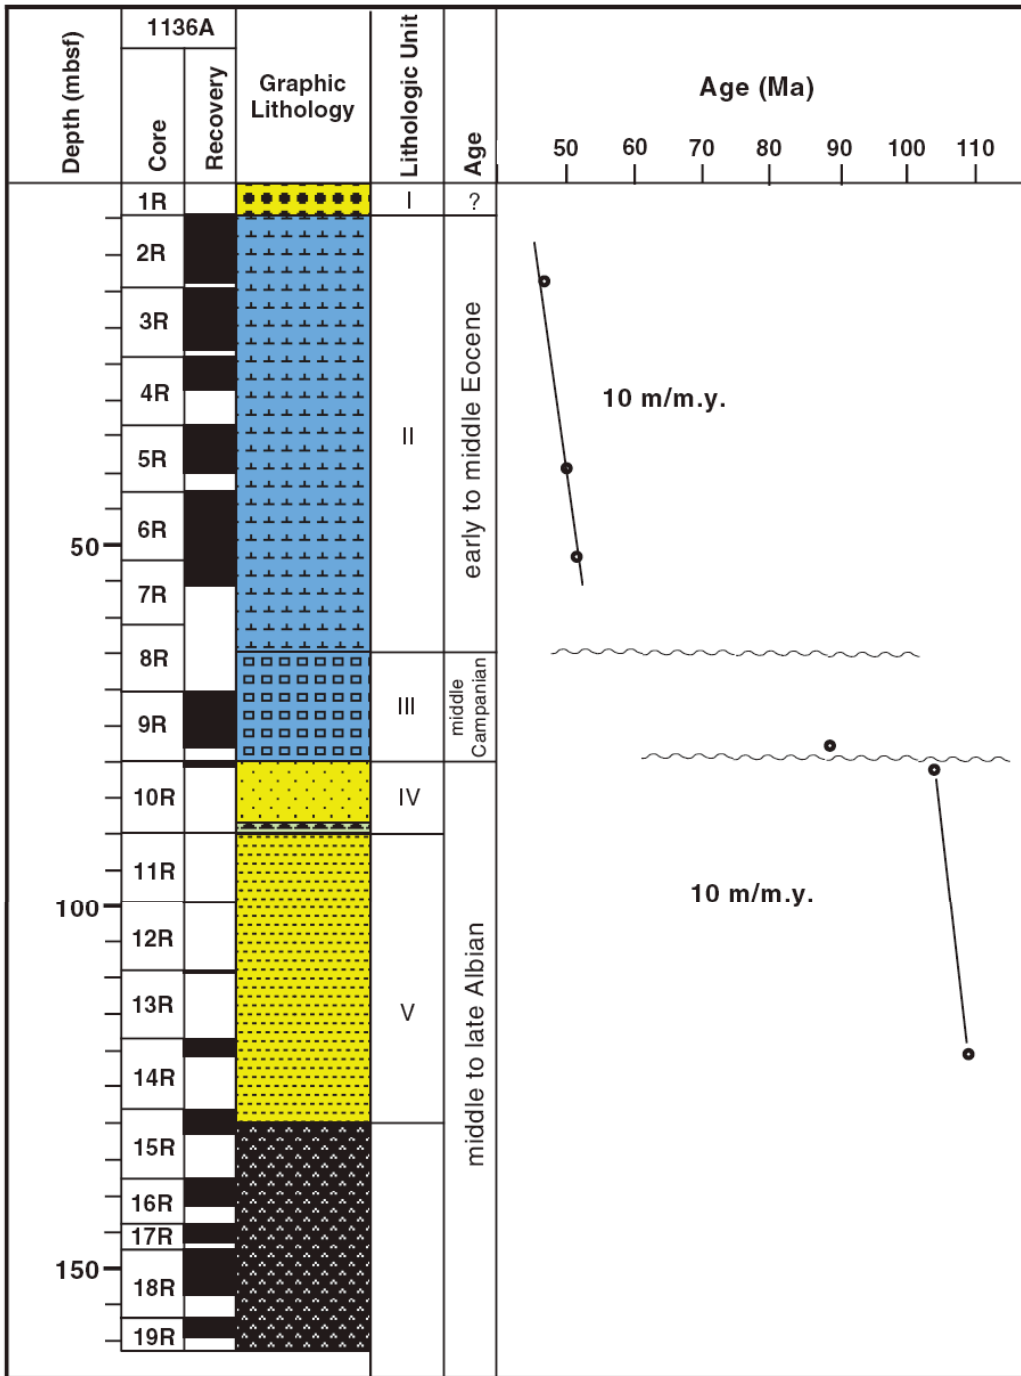 Depth (mbsf)
1136A
Core
Recovery
Graphic
Lithology
Lithologic Unit
Age
Age (Ma)
50 60 70 80 90 100 110
1R
2R
3R
4R
5R
6R
7R
8R
9R
10R
11R
12R
13R
14R
15R
16R
17R
18R
19R
50
100
150
I
II
III
IV
V
?
early to middle Eocene
middle
Campanian
middle to late Albian
10 m/m.y.
10 m/m.y.